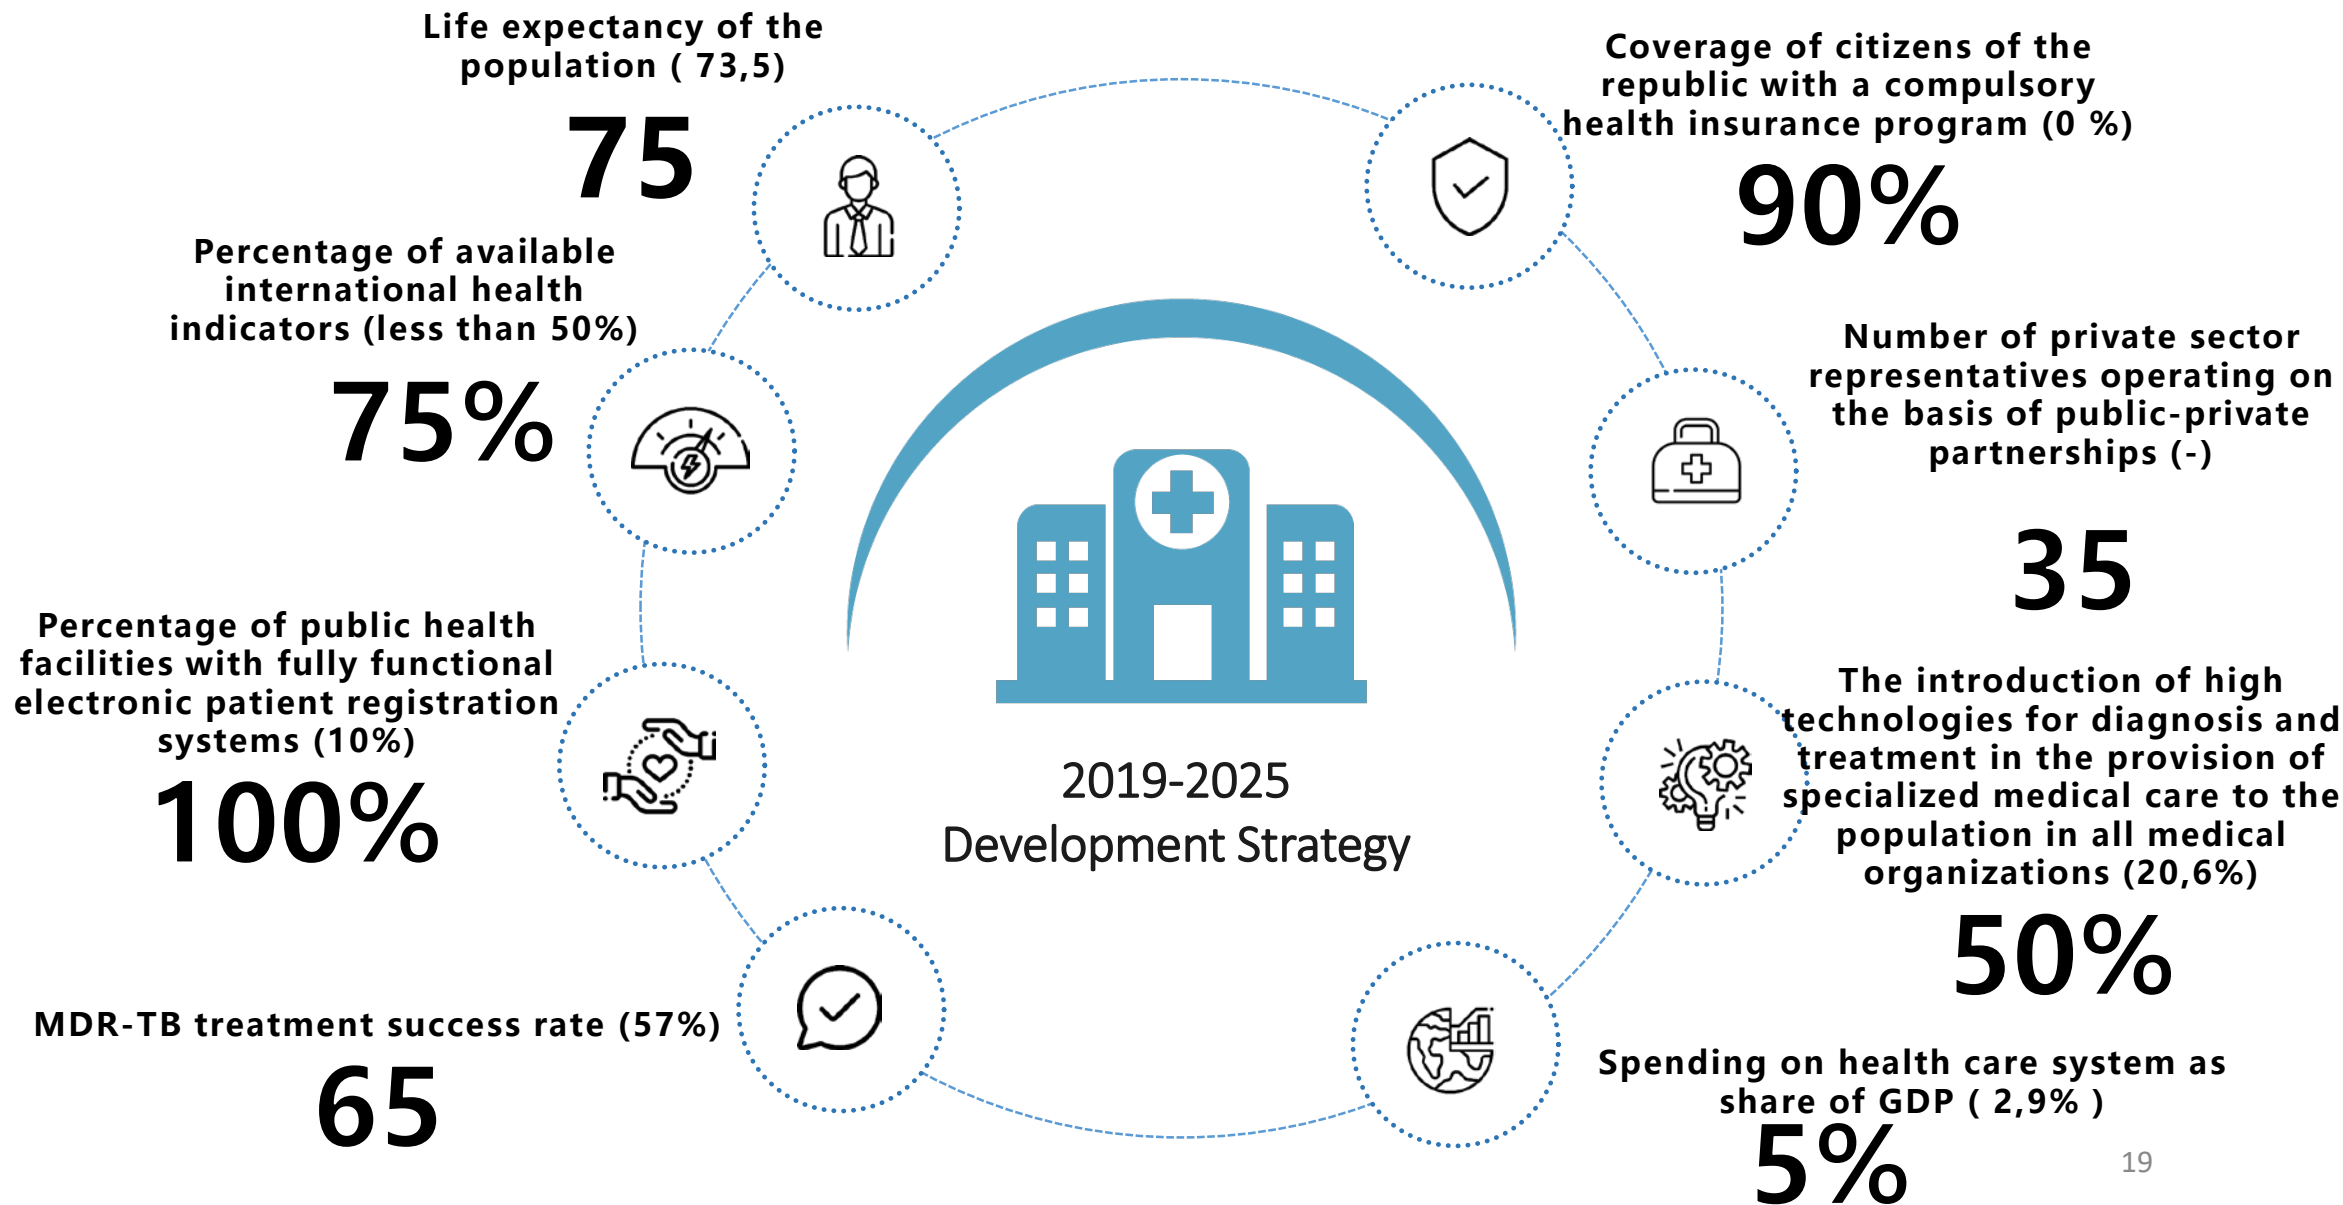 Life expectancy of the
population ( 73,5)
75
Percentage of available
international health
indicators (less than 50%)
75%
Percentage of public health
facilities with fully functional
electronic patient registration
systems (10%)
100%
MDR-TB treatment success rate (57%)
65
2019-2025
Development Strategy
Coverage of citizens of the
republic with a compulsory
health insurance program (0 %)
90%
Number of private sector
representatives operating on
the basis of public-private
partnerships (-)
35
The introduction of high
technologies for diagnosis and
treatment in the provision of
specialized medical care to the
population in all medical
organizations (20,6%)
50%
Spending on health care system as
share of GDP ( 2,9% )
5%
19